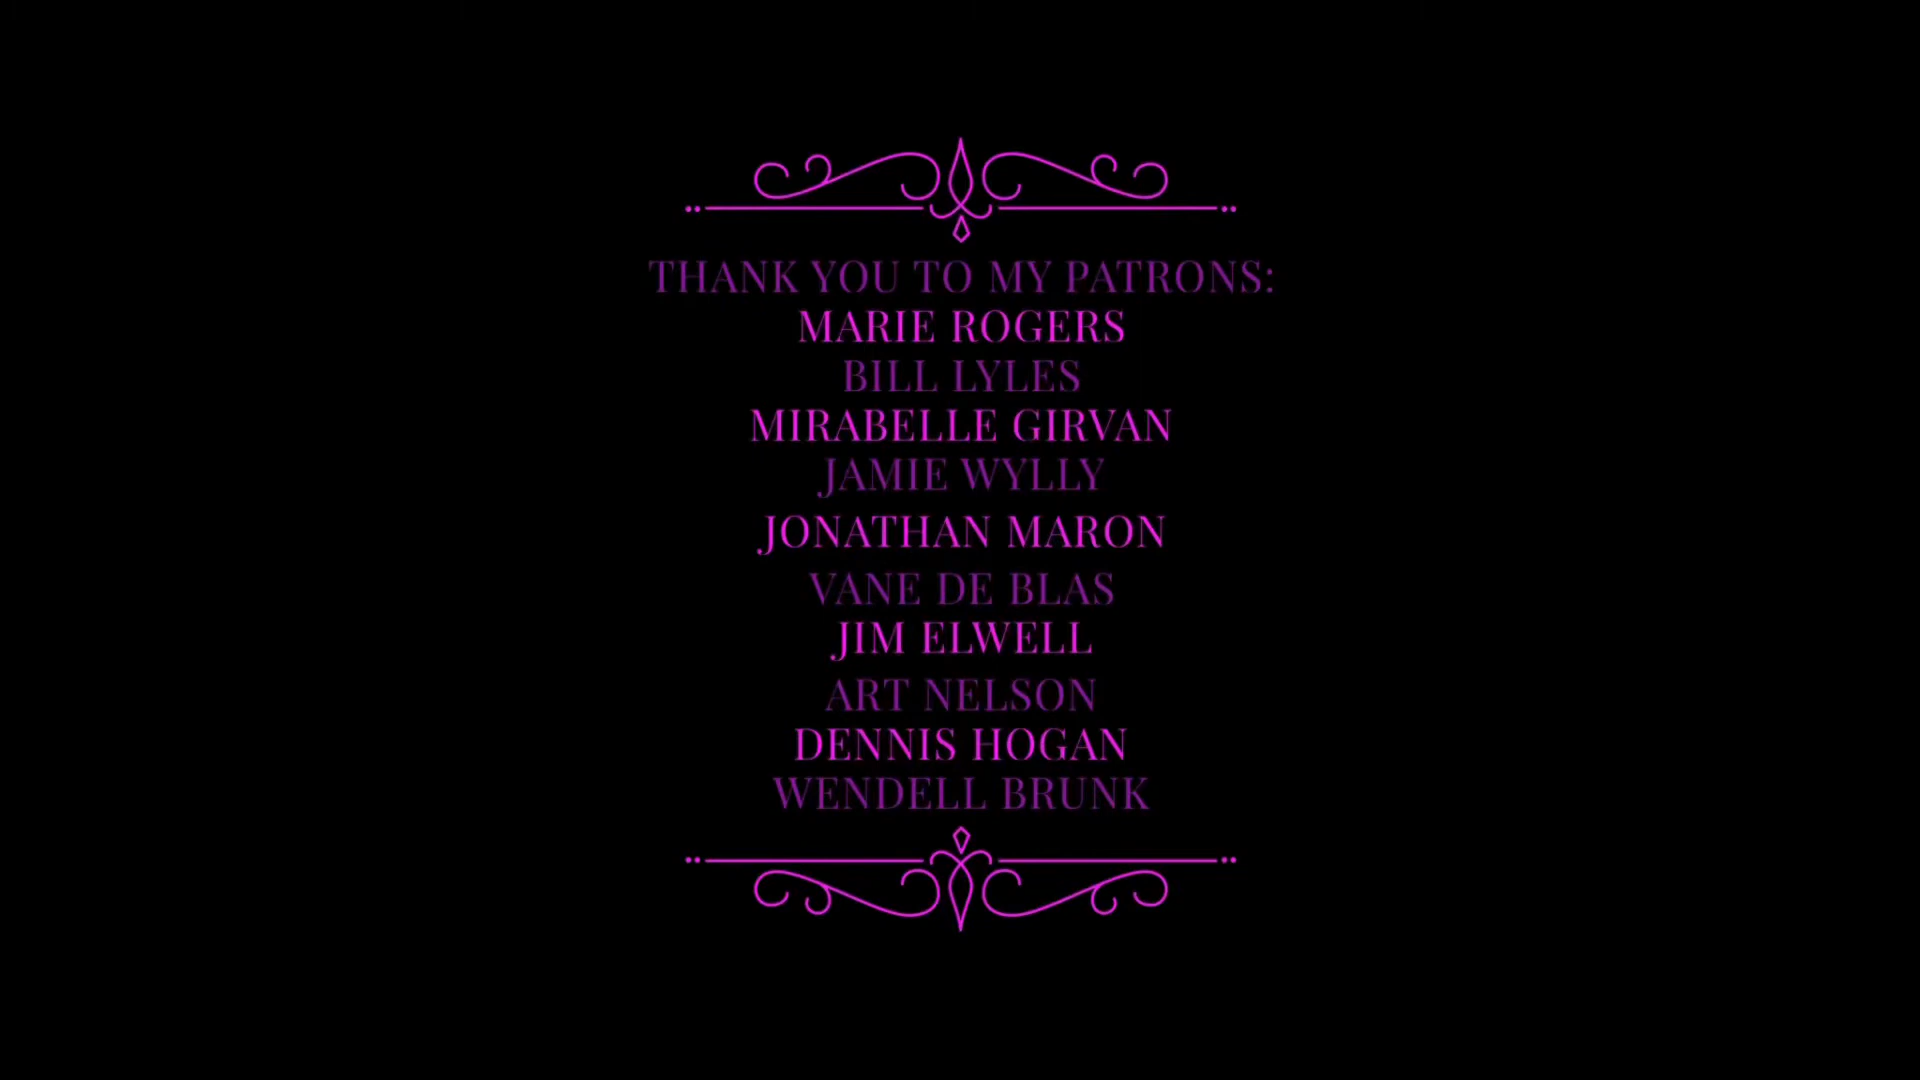 THANK YOU TO MY PATRONS:
MARIE ROGERS
BILL LYLES
MIRABELLE GIRVAN
JAMIE WYLLY
JONATHAN MARON
VANE DE BLAS
JIM ELWELL
ART NELSON
DENNIS HOGAN
WENDELL BRUNK